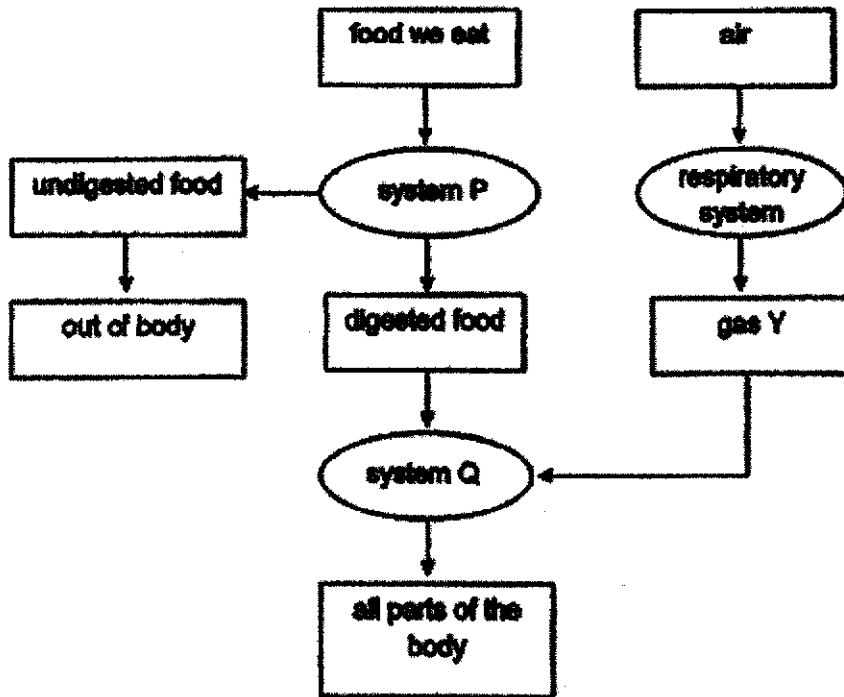 food we eat
air
undigested food
system P
respiratory
system
out of body
digested food
gas Y
system Q
all parts of the
body